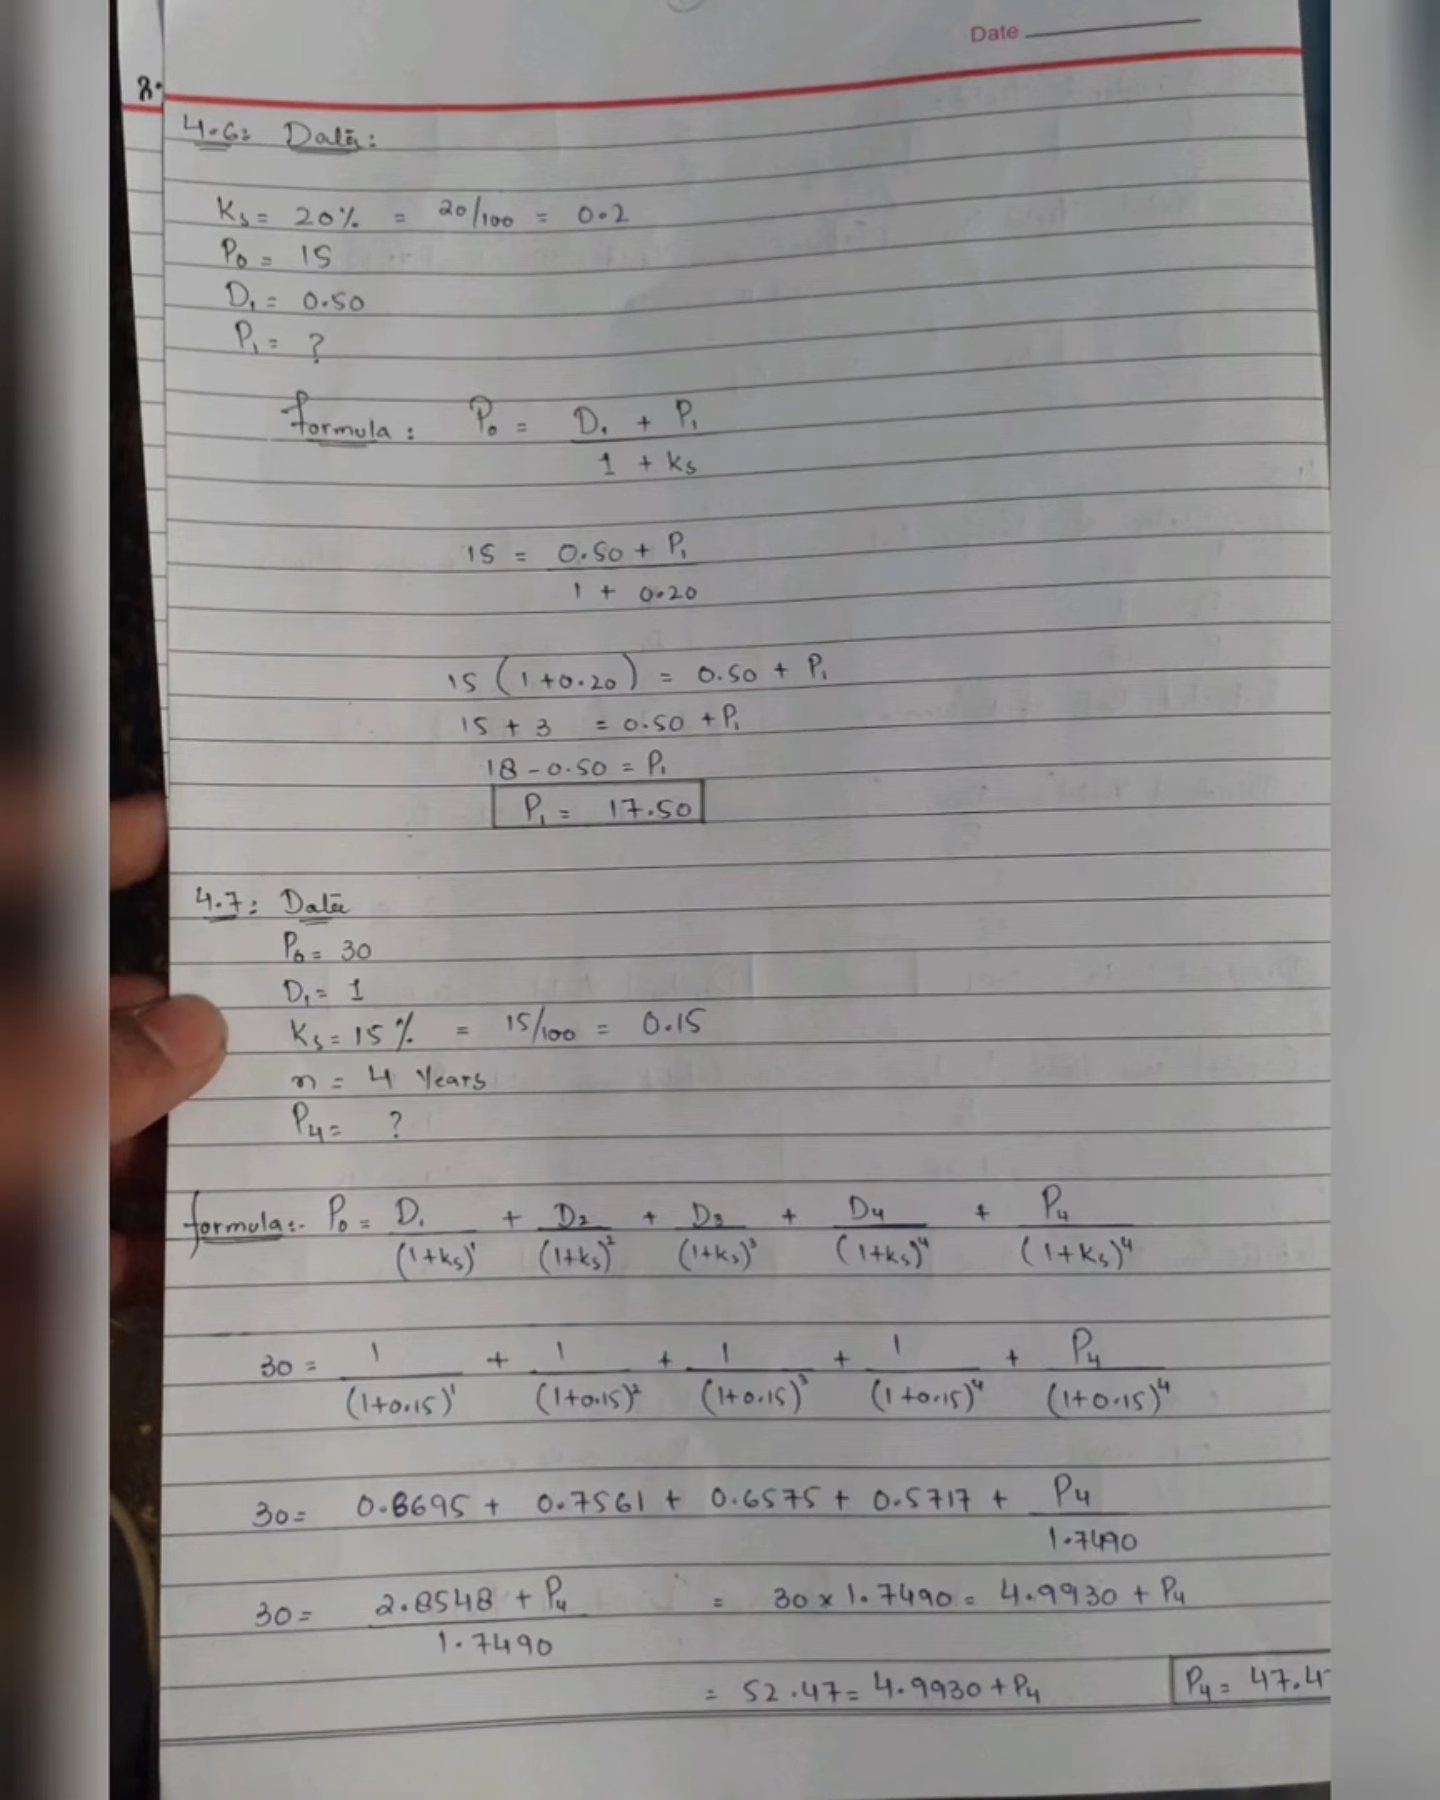 Date
4.6: Data:
Ks = 20% = 20/100 = 0.2
P0 = 15
D1 = 0.50
P1 = ?
formula: P0 = D1 + P1
1 + Ks
15 = 0.50 + P1
1 + 0.20
15 (1+0.20) = 0.50 + P1
15 + 3 = 0.50 + P1
18 - 0.50 = P1
P1 = 17.50
4.7: Data
P0 = 30
D1 = 1
Ks = 15% = 15/100 = 0.15
n = 4 Years
P4 = ?
formula:- P0 = D1 + D2 + D3 + D4 + P4
(1+ks)¹ (1+ks)² (1+ks)³ (1+ks)⁴ (1+ks)⁴
30 = 1 + 1 + 1 + 1 + P4
(1+0.15)¹ (1+0.15)² (1+0.15)³ (1+0.15)⁴ (1+0.15)⁴
30 = 0.8695 + 0.7561 + 0.6575 + 0.5717 + P4
1.7490
30 = 2.8548 + P4 = 30 x 1.7490 = 4.9930 + P4
1.7490
= 52.47 = 4.9930 + P4 P4 = 47.4